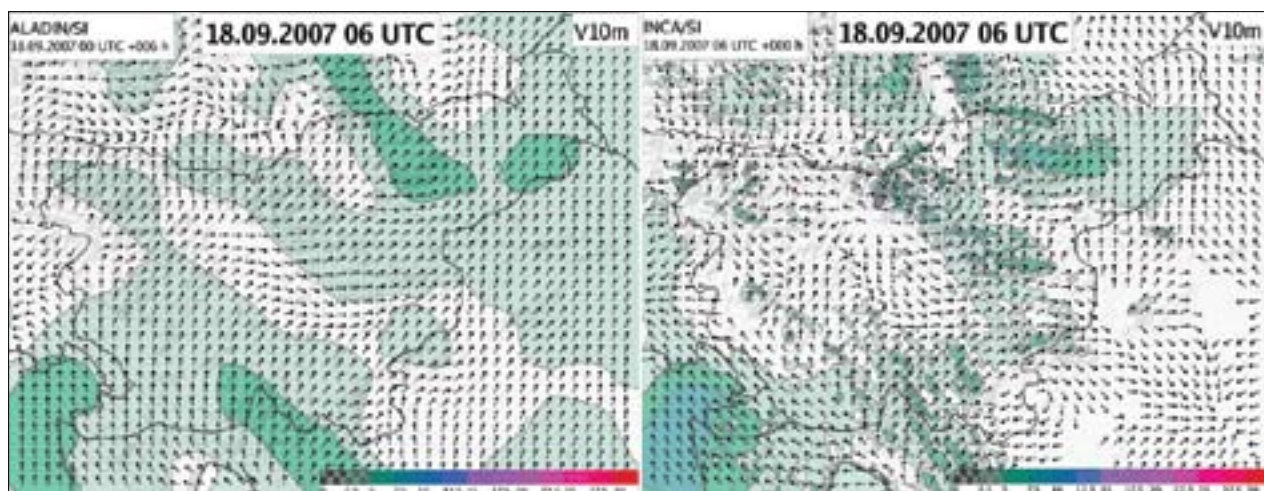 ALADIN/SI
18.09.2007 00 UTC +006 h
18.09.2007 06 UTC
V10m
INCA/SI
18.09.2007 06 UTC +000 h
18.09.2007 06 UTC
V10m